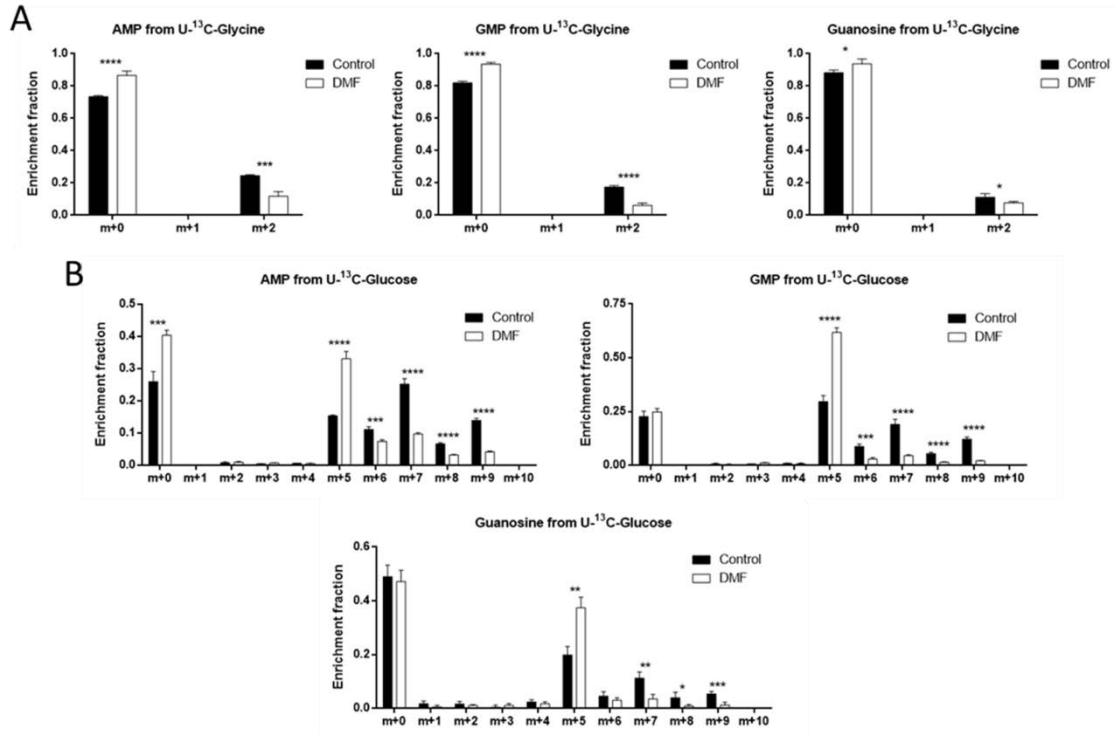 A
AMP from U-¹³C-Glycine
GMP from U-¹³C-Glycine
Guanosine from U-¹³C-Glycine
Enrichment fraction
1.0
0.8
0.6
0.4
0.2
0.0
****
***
Control
DMF
m+0 m+1 m+2
Enrichment fraction
1.0
0.8
0.6
0.4
0.2
0.0
****
****
Control
DMF
m+0 m+1 m+2
Enrichment fraction
1.0
0.8
0.6
0.4
0.2
0.0
*
*
Control
DMF
m+0 m+1 m+2
B
AMP from U-¹³C-Glucose
Enrichment fraction
0.5
0.4
0.3
0.2
0.1
0.0
*** **** *** **** **** ****
Control
DMF
m+0 m+1 m+2 m+3 m+4 m+5 m+6 m+7 m+8 m+9 m+10
GMP from U-¹³C-Glucose
Enrichment fraction
0.75
0.50
0.25
0.00
**** *** **** **** ****
Control
DMF
m+0 m+1 m+2 m+3 m+4 m+5 m+6 m+7 m+8 m+9 m+10
Guanosine from U-¹³C-Glucose
Enrichment fraction
0.6
0.4
0.2
0.0
** ** * ***
Control
DMF
m+0 m+1 m+2 m+3 m+4 m+5 m+6 m+7 m+8 m+9 m+10